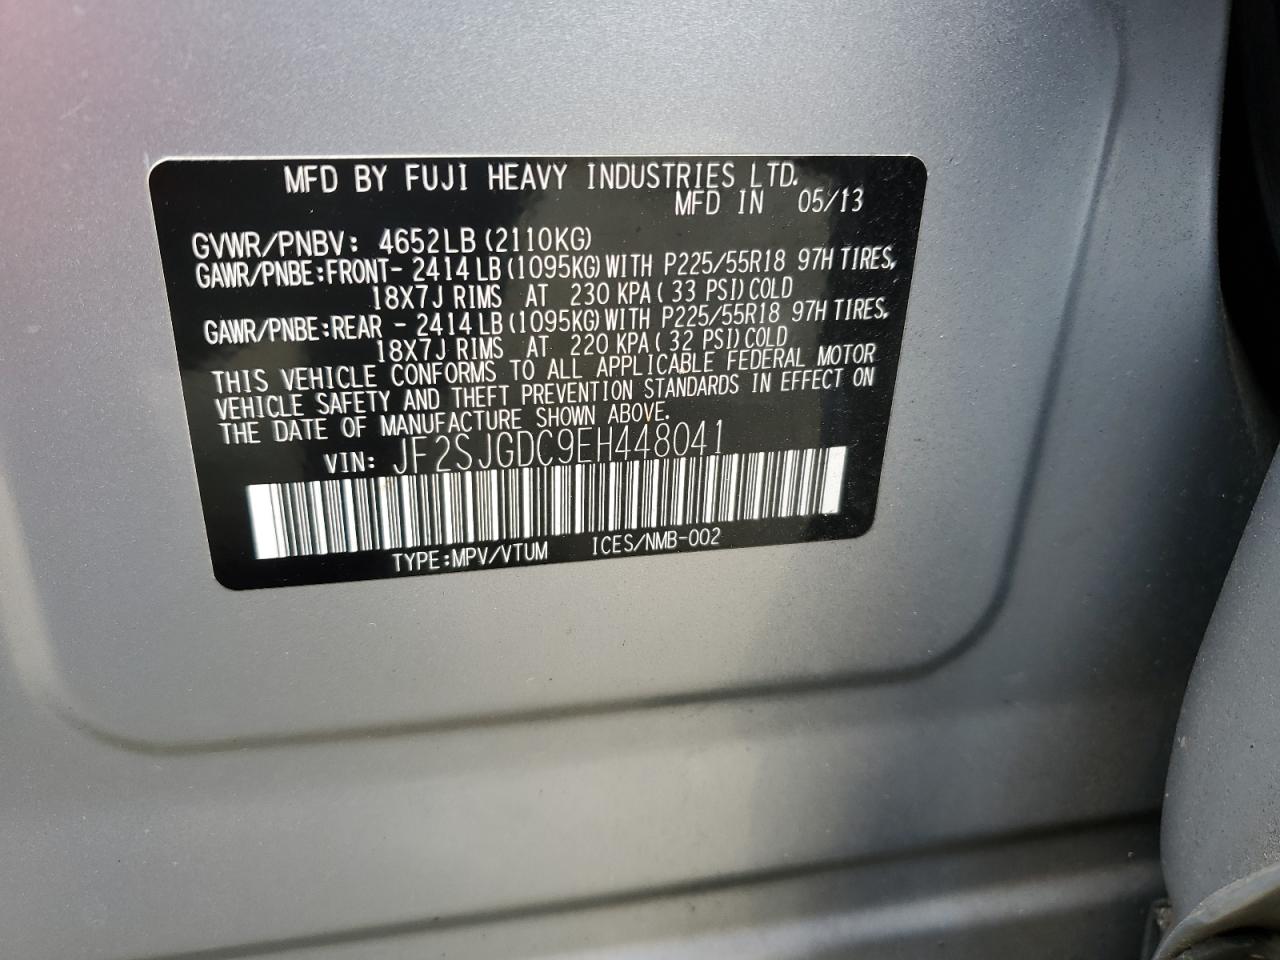 MFD BY FUJI HEAVY INDUSTRIES LTD.
MFD IN 05/13
GVWR/PNBV: 4652LB (2110KG)
GAWR/PNBE:FRONT- 2414LB (1095KG) WITH P225/55R18 97H TIRES,
18X7J RIMS AT 230 KPA( 33 PSI) COLD
GAWR/PNBE:REAR - 2414LB (1095KG) WITH P225/55R18 97H TIRES,
18X7J RIMS AT 220 KPA( 32 PSI) COLD
THIS VEHICLE CONFORMS TO ALL APPLICABLE FEDERAL MOTOR
VEHICLE SAFETY AND THEFT PREVENTION STANDARDS IN EFFECT ON
THE DATE OF MANUFACTURE SHOWN ABOVE.
VIN: JF2SJGDC9EH448041
TYPE:MPV/VTUM ICES/NMB-002